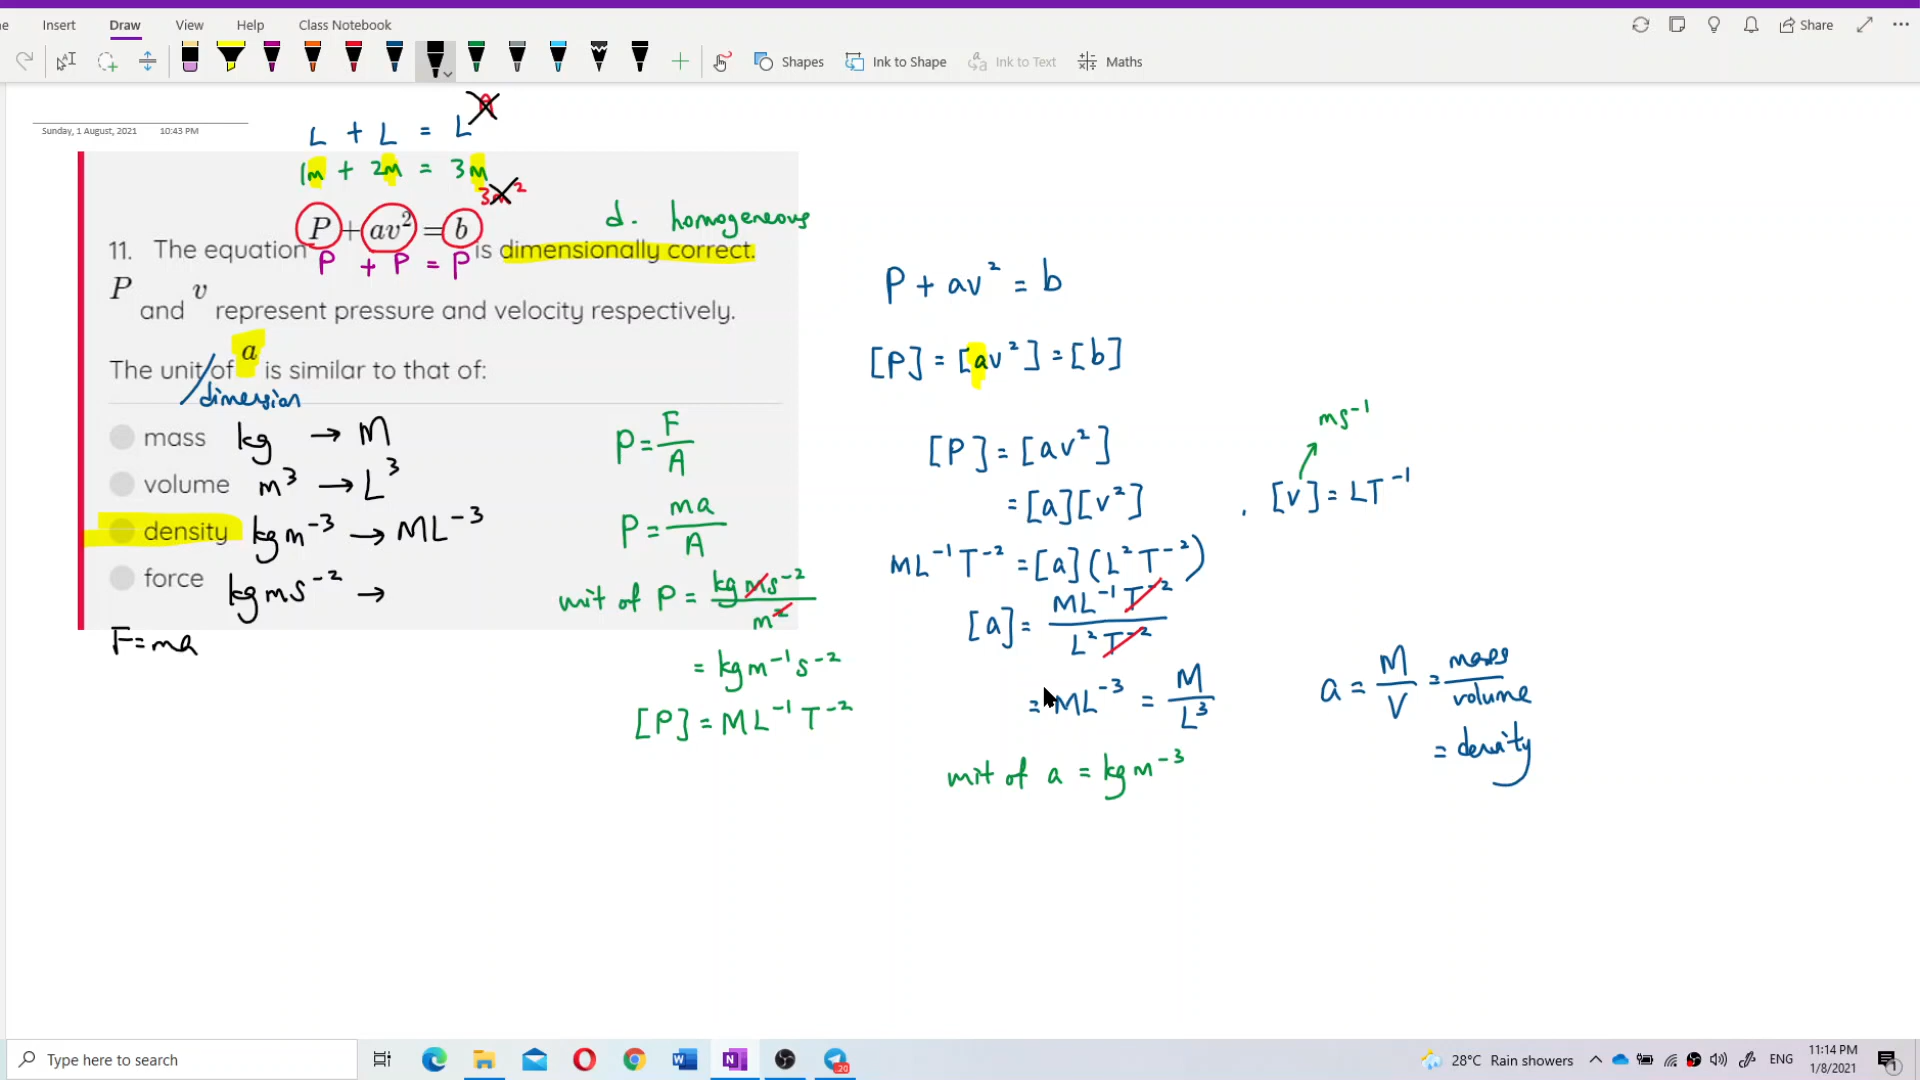 Insert Draw View Help Class Notebook
Share
Shapes Ink to Shape Ink to Text Maths
Sunday, 1 August, 2021 10:43 PM
L + L = L
1m + 2m = 3m
P + av² = b
d. homogeneous
11. The equation is dimensionally correct.
P + P = P
P and v represent pressure and velocity respectively.
The unit/of a is similar to that of:
dimension
mass kg → M
volume m³ → L³
density kgm⁻³ → ML⁻³
force kgms⁻² →
F=ma
P = F/A
P = ma/A
unit of P = kgms⁻²/m²
= kgm⁻¹s⁻²
[P] = ML⁻¹T⁻²
P + av² = b
[P] = [av²] = [b]
[P] = [av²]
= [a][v²]
ML⁻¹T⁻² = [a](L²T⁻²)
[a] = ML⁻¹T⁻²/L²T⁻²
= ML⁻³ = M/L³
unit of a = kgm⁻³
ms⁻¹
[v] = LT⁻¹
a = M/V = mass/volume
= density
Type here to search
20
28°C Rain showers
ENG
11:14 PM
1/8/2021
1